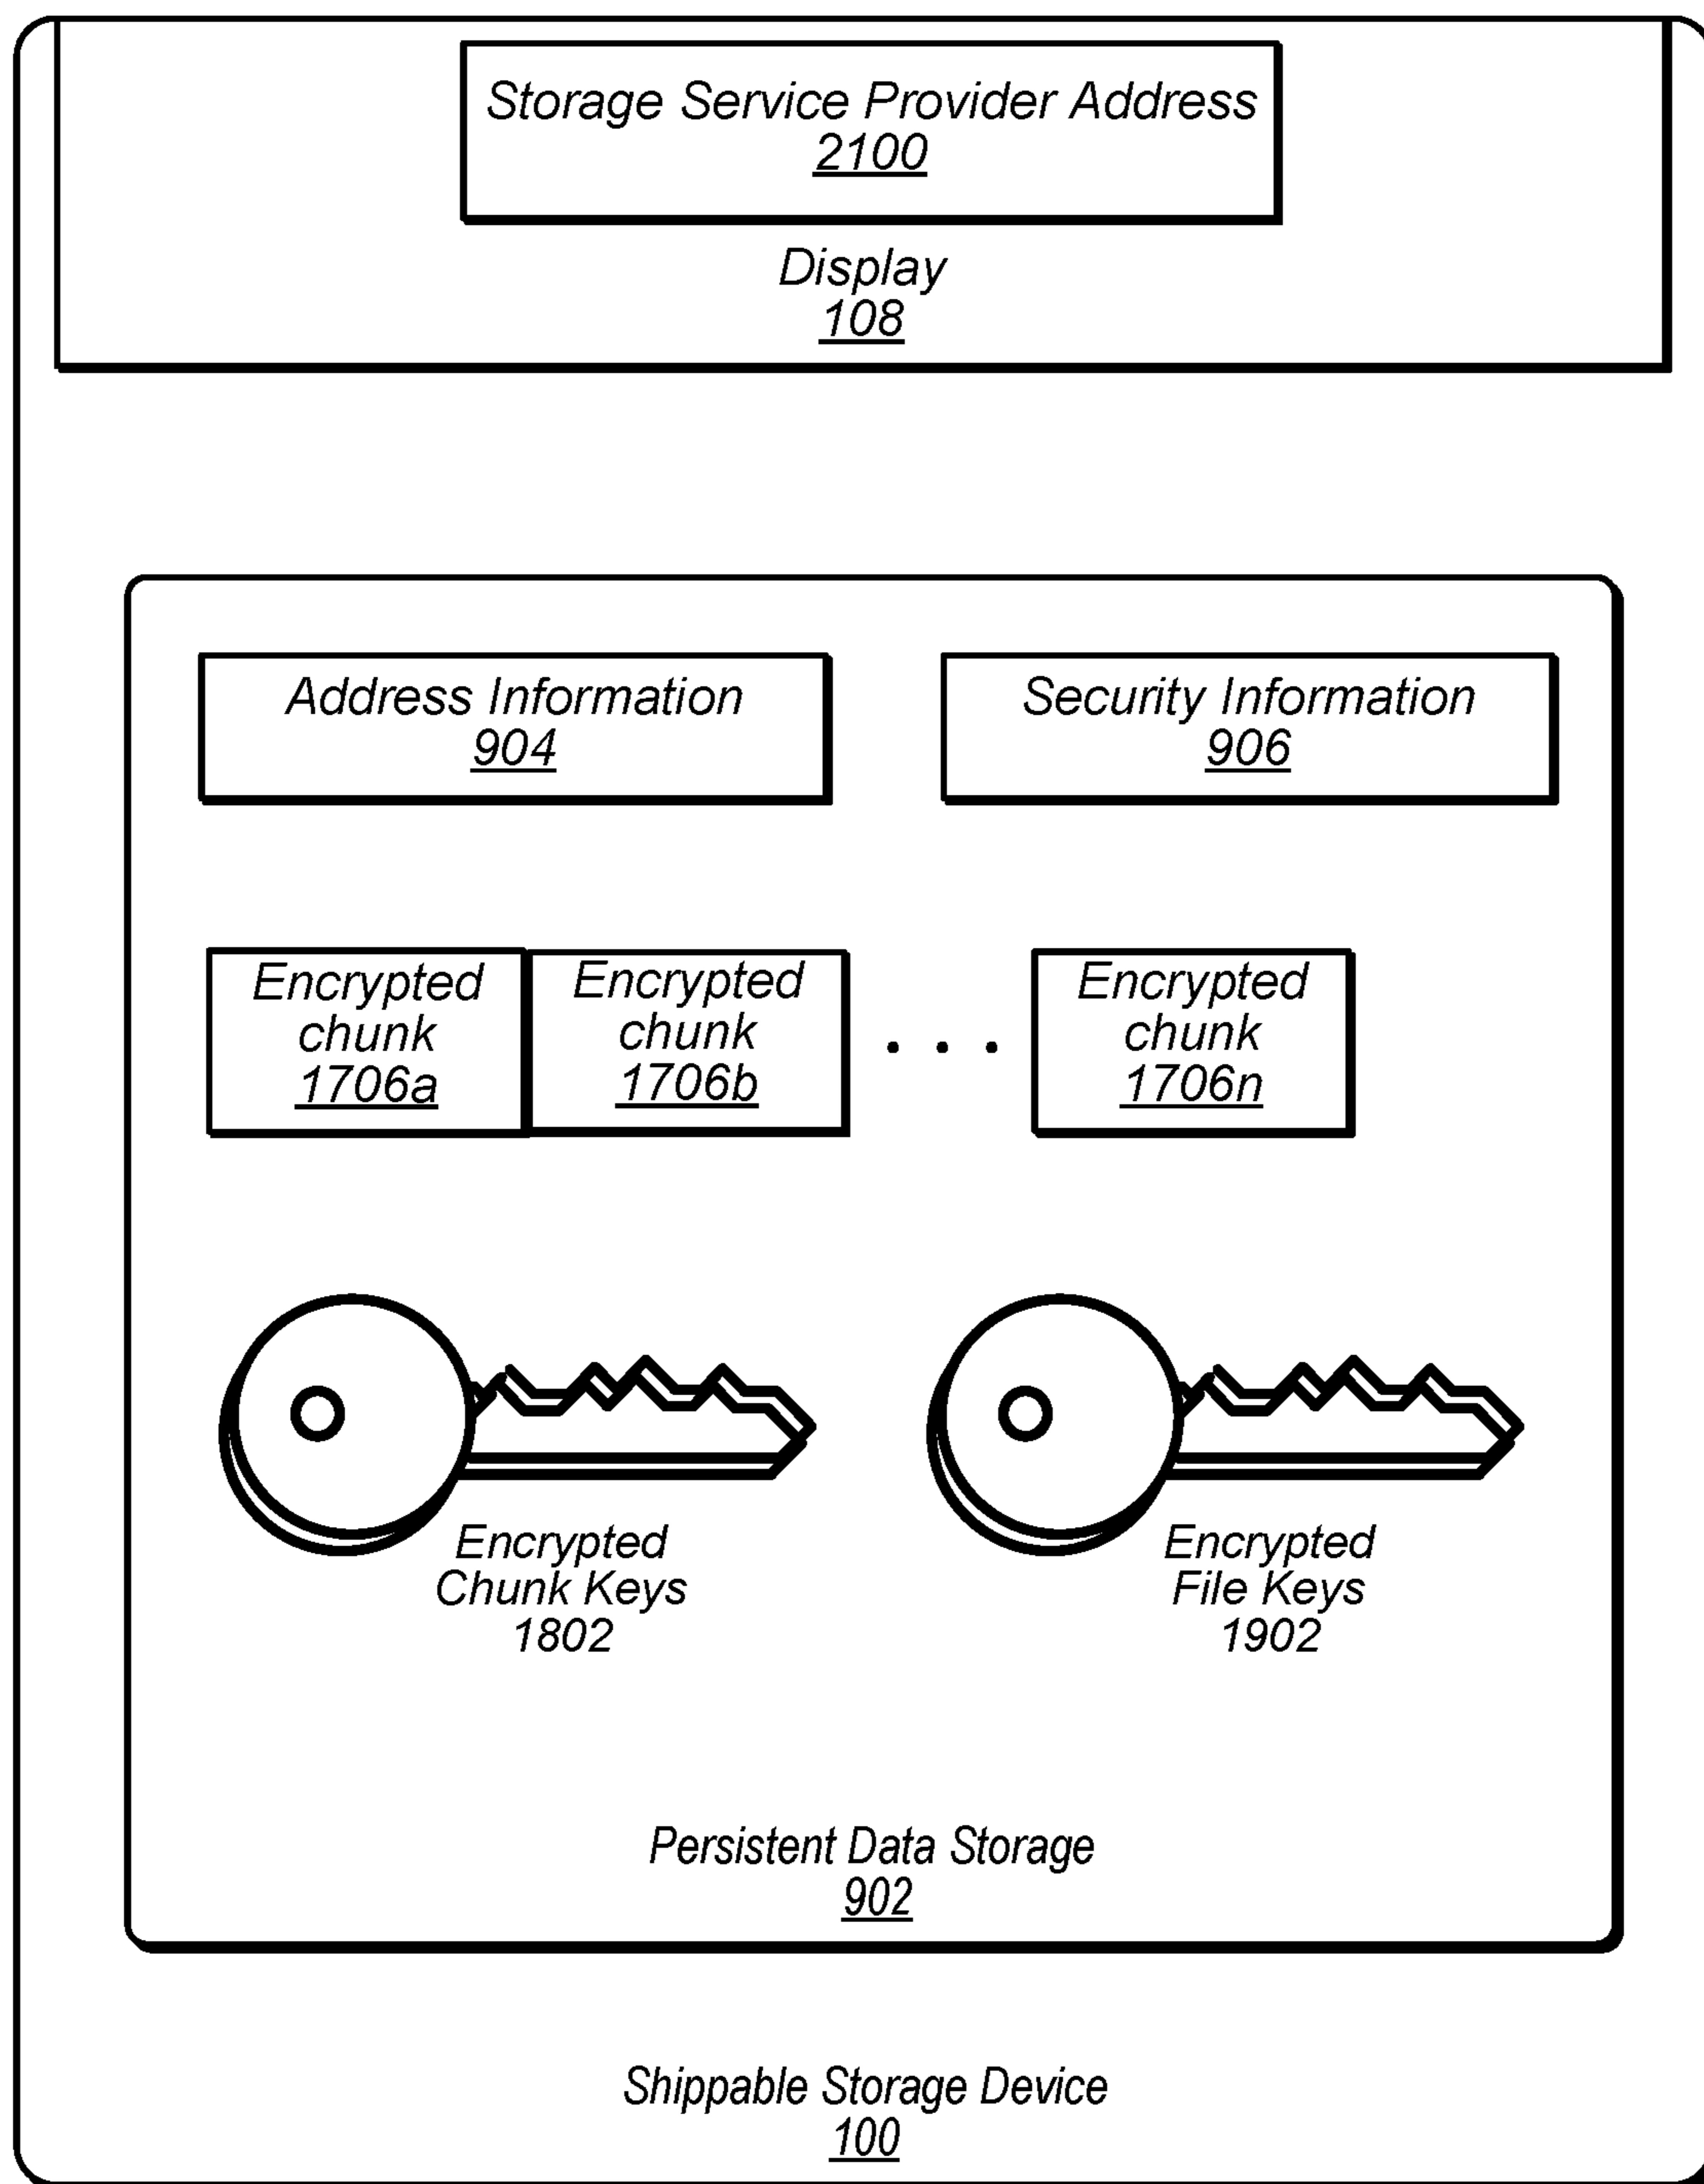 Storage Service Provider Address
2100
Display
108
Address Information
904
Security Information
906
Encrypted
chunk
1706a
Encrypted
chunk
1706b
. . .
Encrypted
chunk
1706n
Encrypted
Chunk Keys
1802
Encrypted
File Keys
1902
Persistent Data Storage
902
Shippable Storage Device
100